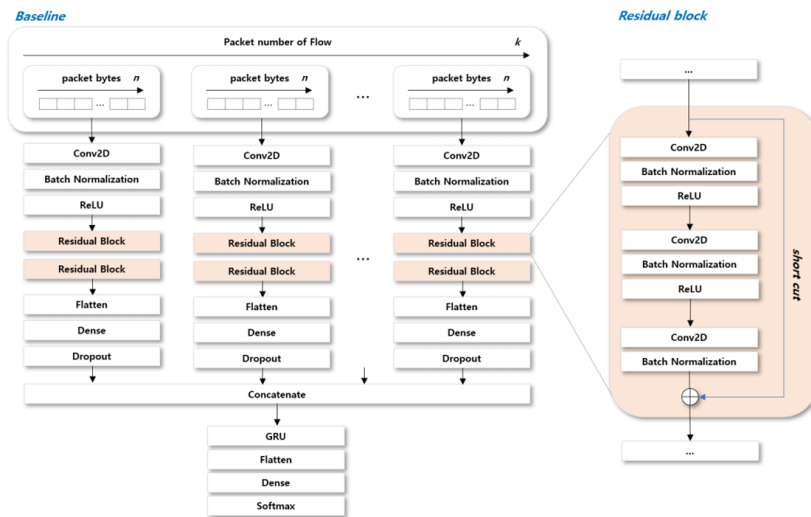 Baseline
Residual block
Packet number of Flow k
packet bytes n
packet bytes n
packet bytes n
...
...
...
...
Conv2D
Batch Normalization
ReLU
Residual Block
Residual Block
Flatten
Dense
Dropout
Conv2D
Batch Normalization
ReLU
Residual Block
Residual Block
Flatten
Dense
Dropout
...
Conv2D
Batch Normalization
ReLU
Residual Block
Residual Block
Flatten
Dense
Dropout
Concatenate
GRU
Flatten
Dense
Softmax
...
Conv2D
Batch Normalization
ReLU
Conv2D
Batch Normalization
ReLU
Conv2D
Batch Normalization
short cut
...